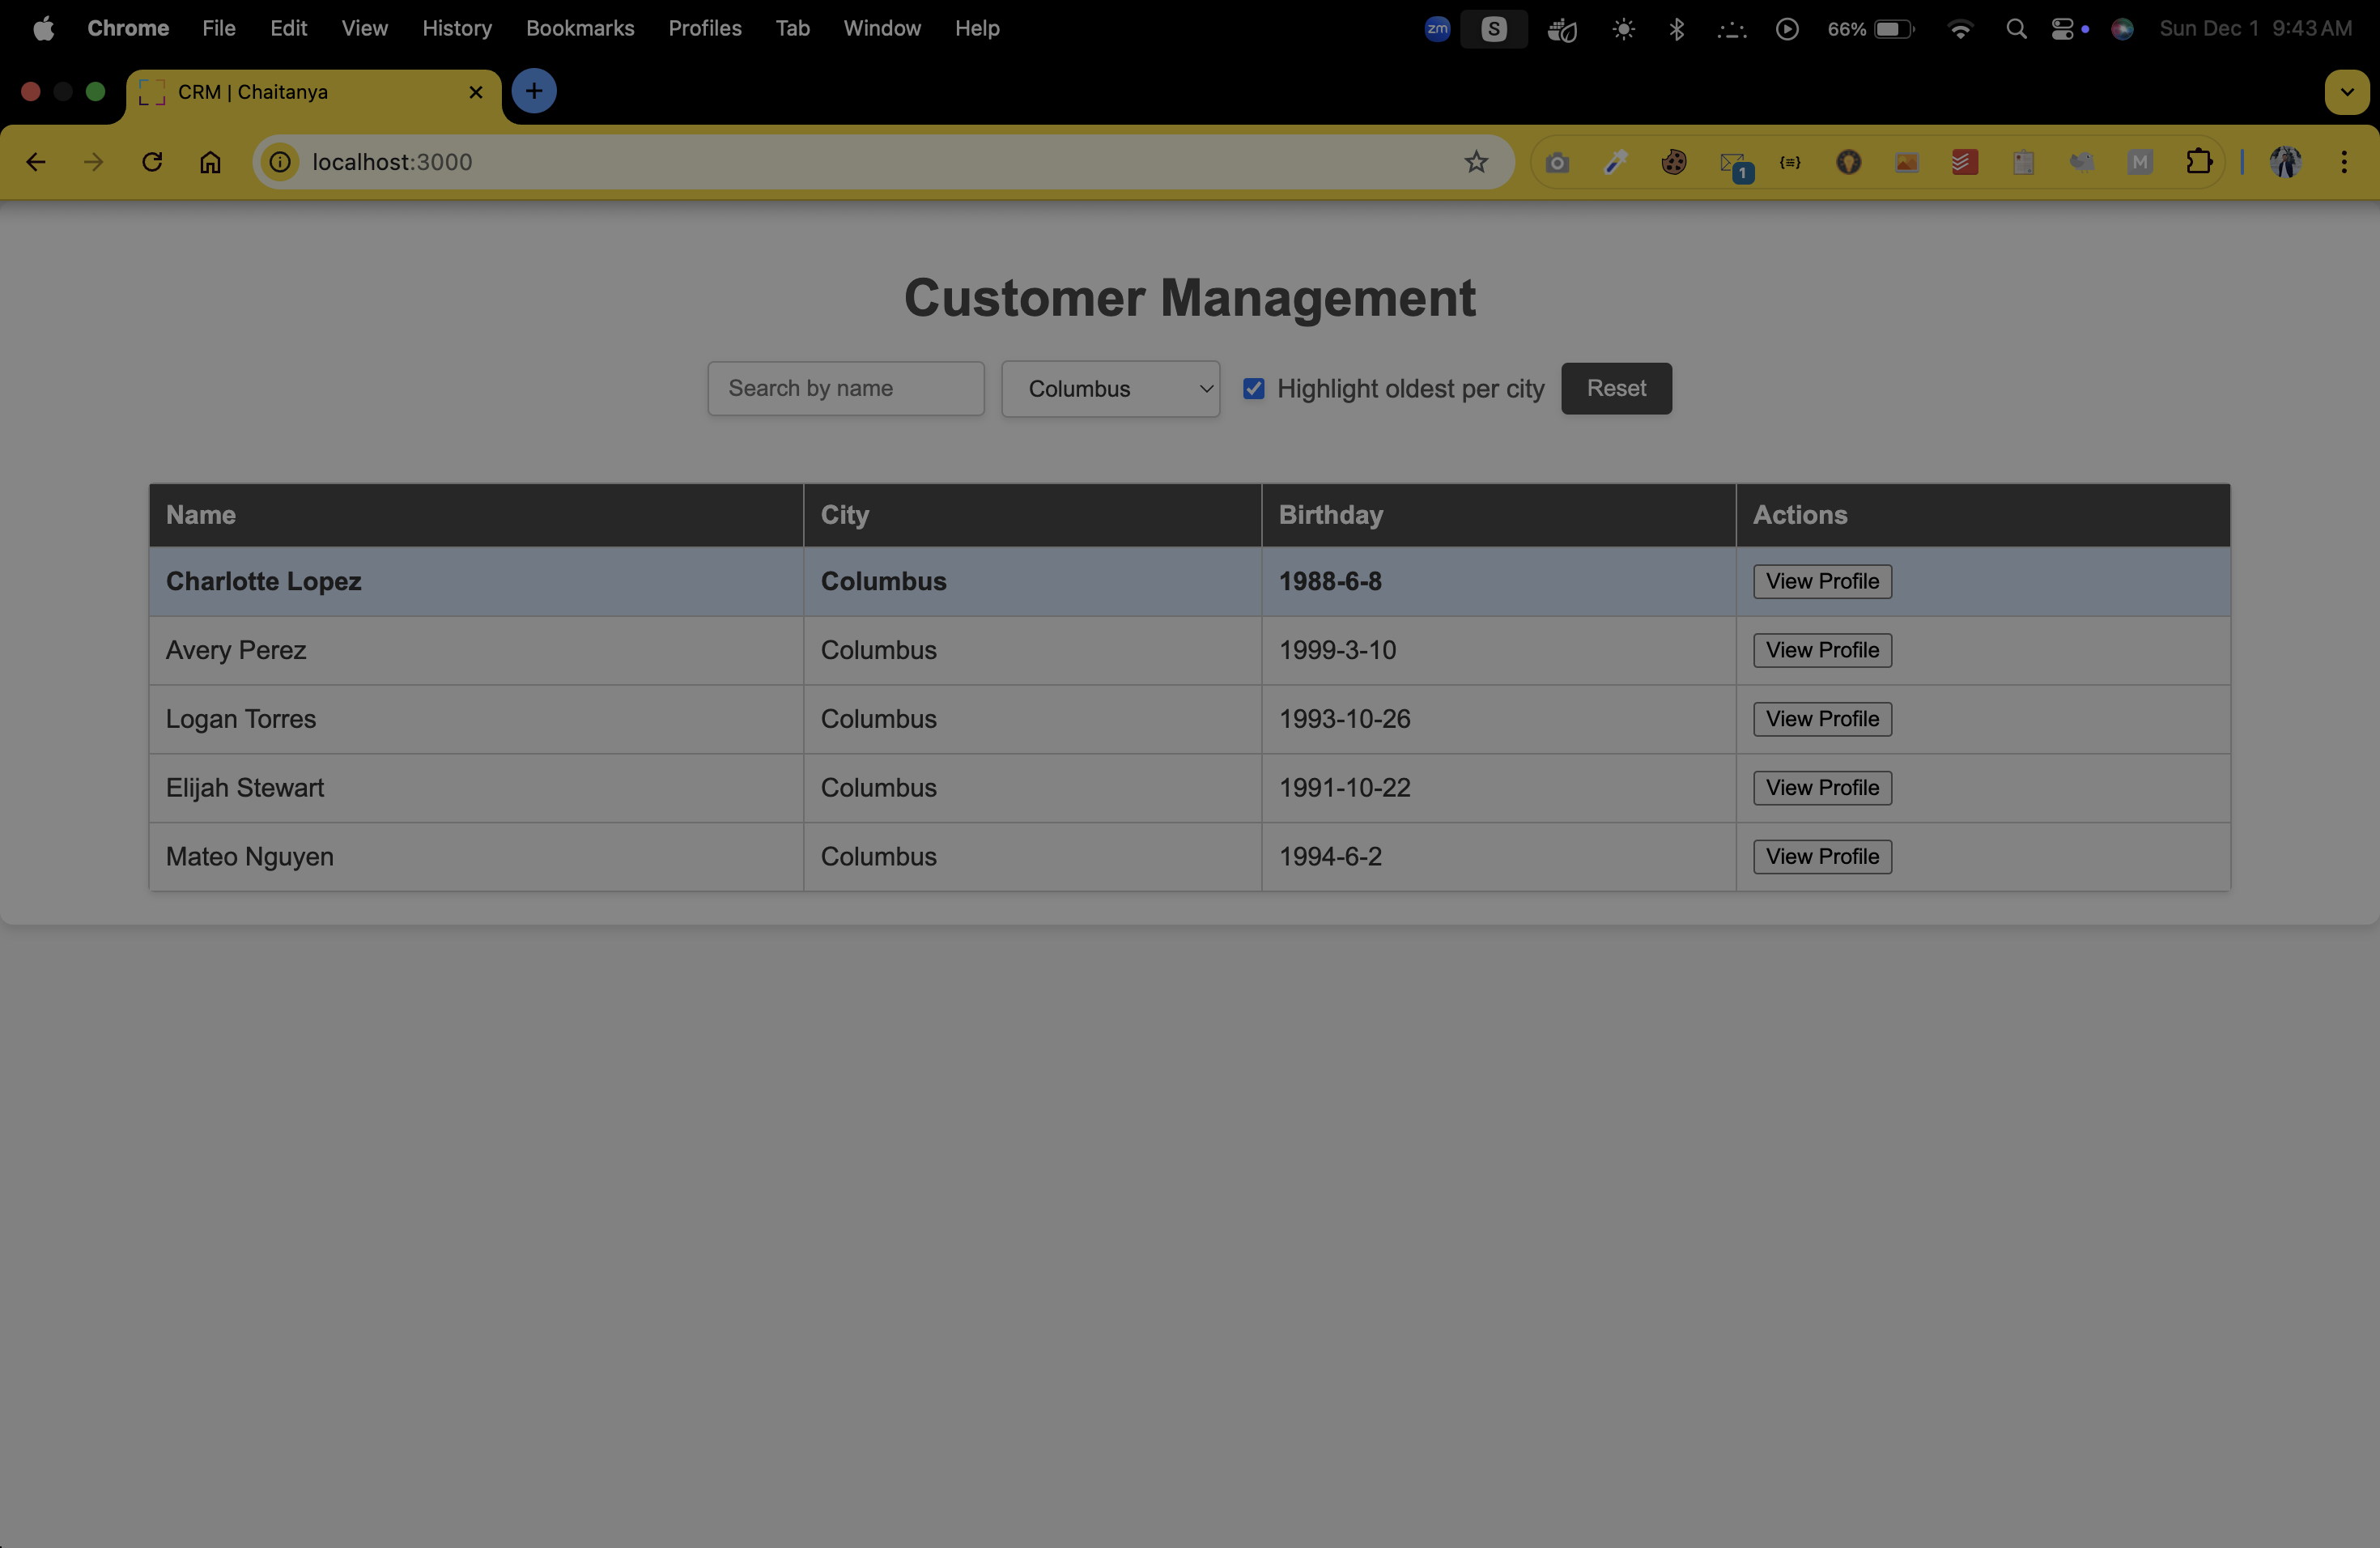 Chrome File Edit View History Bookmarks Profiles Tab Window Help zm S 66% Sun Dec 1 9:43 AM
CRM | Chaitanya
localhost:3000 1 {≡} M
Customer Management
Search by name Columbus Highlight oldest per city Reset
Name City Birthday Actions
Charlotte Lopez Columbus 1988-6-8 View Profile
Avery Perez Columbus 1999-3-10 View Profile
Logan Torres Columbus 1993-10-26 View Profile
Elijah Stewart Columbus 1991-10-22 View Profile
Mateo Nguyen Columbus 1994-6-2 View Profile